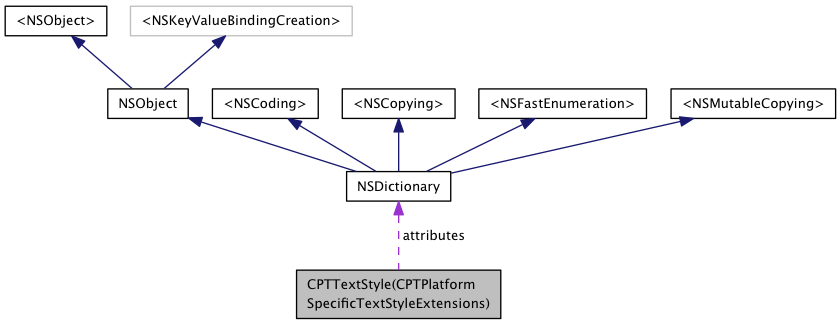 <NSObject>
<NSKeyValueBindingCreation>
NSObject
<NSCoding>
<NSCopying>
<NSFastEnumeration>
<NSMutableCopying>
NSDictionary
attributes
CPTTextStyle(CPTPlatform
SpecificTextStyleExtensions)